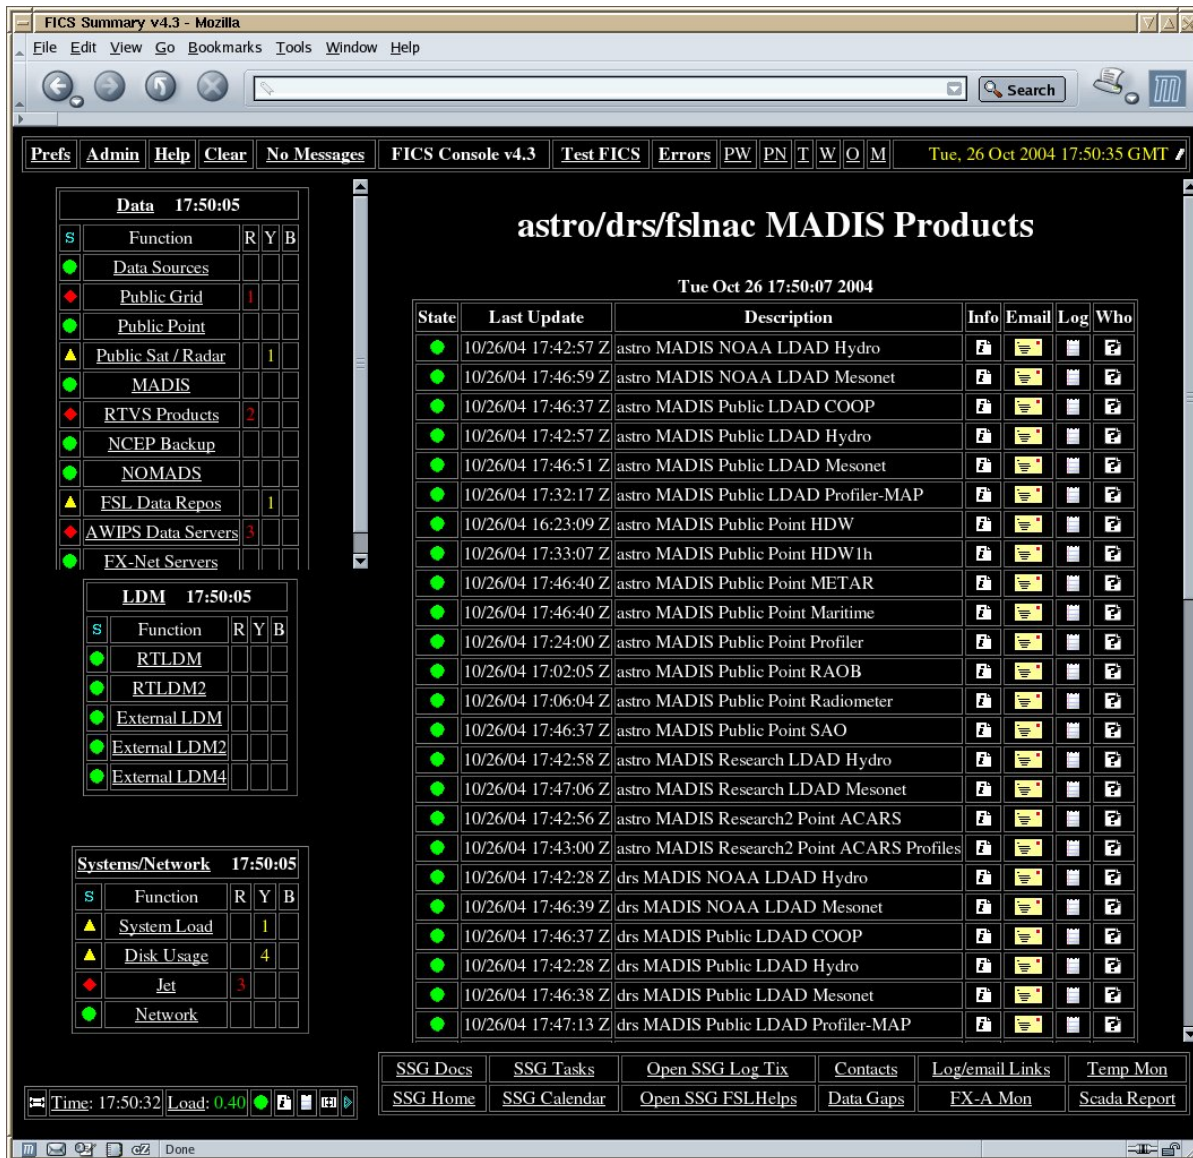 FICS Summary v4.3 - Mozilla
File Edit View Go Bookmarks Tools Window Help
Search
Prefs Admin Help Clear No Messages FICS Console v4.3 Test FICS Errors PW PN T W O M Tue, 26 Oct 2004 17:50:35 GMT
Data 17:50:05
S Function R Y B
Data Sources
Public Grid 1
Public Point
Public Sat / Radar 1
MADIS
RTVS Products 2
NCEP Backup
NOMADS
FSL Data Repos 1
AWIPS Data Servers 3
FX-Net Servers
LDM 17:50:05
S Function R Y B
RTLDM
RTLDM2
External LDM
External LDM2
External LDM4
Systems/Network 17:50:05
S Function R Y B
System Load 1
Disk Usage 4
Jet 3
Network
Time: 17:50:32 Load: 0.40
astro/drs/fslnac MADIS Products
Tue Oct 26 17:50:07 2004
State Last Update Description Info Email Log Who
10/26/04 17:42:57 Z astro MADIS NOAA LDAD Hydro
10/26/04 17:46:59 Z astro MADIS NOAA LDAD Mesonet
10/26/04 17:46:37 Z astro MADIS Public LDAD COOP
10/26/04 17:42:57 Z astro MADIS Public LDAD Hydro
10/26/04 17:46:51 Z astro MADIS Public LDAD Mesonet
10/26/04 17:32:17 Z astro MADIS Public LDAD Profiler-MAP
10/26/04 16:23:09 Z astro MADIS Public Point HDW
10/26/04 17:33:07 Z astro MADIS Public Point HDW1h
10/26/04 17:46:40 Z astro MADIS Public Point METAR
10/26/04 17:46:40 Z astro MADIS Public Point Maritime
10/26/04 17:24:00 Z astro MADIS Public Point Profiler
10/26/04 17:02:05 Z astro MADIS Public Point RAOB
10/26/04 17:06:04 Z astro MADIS Public Point Radiometer
10/26/04 17:46:37 Z astro MADIS Public Point SAO
10/26/04 17:42:58 Z astro MADIS Research LDAD Hydro
10/26/04 17:47:06 Z astro MADIS Research LDAD Mesonet
10/26/04 17:42:56 Z astro MADIS Research2 Point ACARS
10/26/04 17:43:00 Z astro MADIS Research2 Point ACARS Profiles
10/26/04 17:42:28 Z drs MADIS NOAA LDAD Hydro
10/26/04 17:46:39 Z drs MADIS NOAA LDAD Mesonet
10/26/04 17:46:37 Z drs MADIS Public LDAD COOP
10/26/04 17:42:28 Z drs MADIS Public LDAD Hydro
10/26/04 17:46:38 Z drs MADIS Public LDAD Mesonet
10/26/04 17:47:13 Z drs MADIS Public LDAD Profiler-MAP
SSG Docs SSG Tasks Open SSG Log Tix Contacts Log/email Links Temp Mon
SSG Home SSG Calendar Open SSG FSLHelps Data Gaps FX-A Mon Scada Report
Done